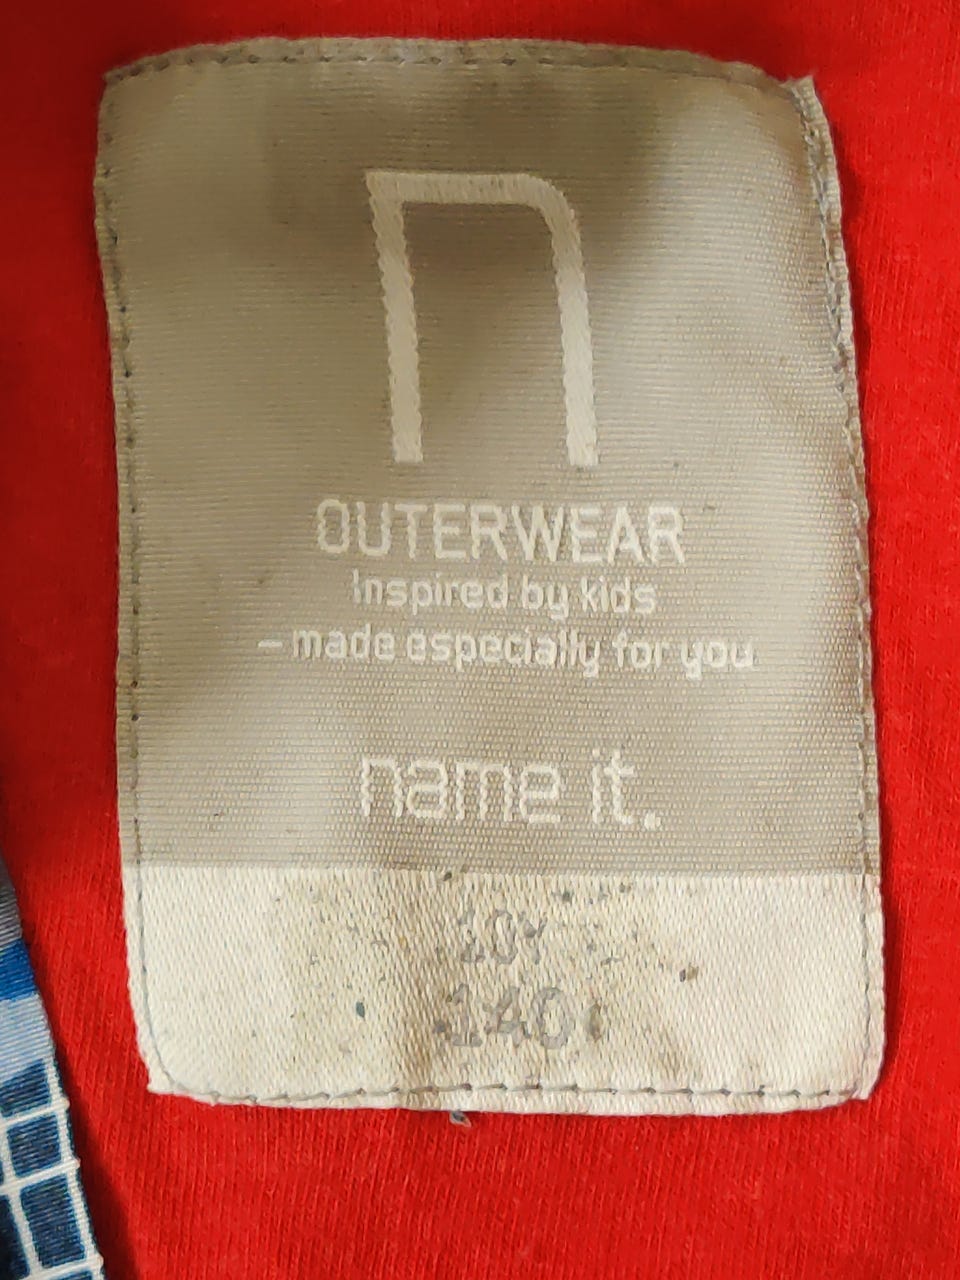 n
OUTERWEAR
Inspired by kids
– made especially for you
name it.
10Y
140